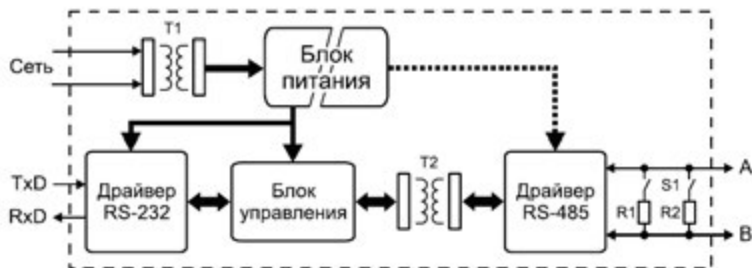 T1
Сеть
Блок
питания
TxD
RxD
Драйвер
RS-232
Блок
управления
T2
Драйвер
RS-485
A
S1
R1
R2
B